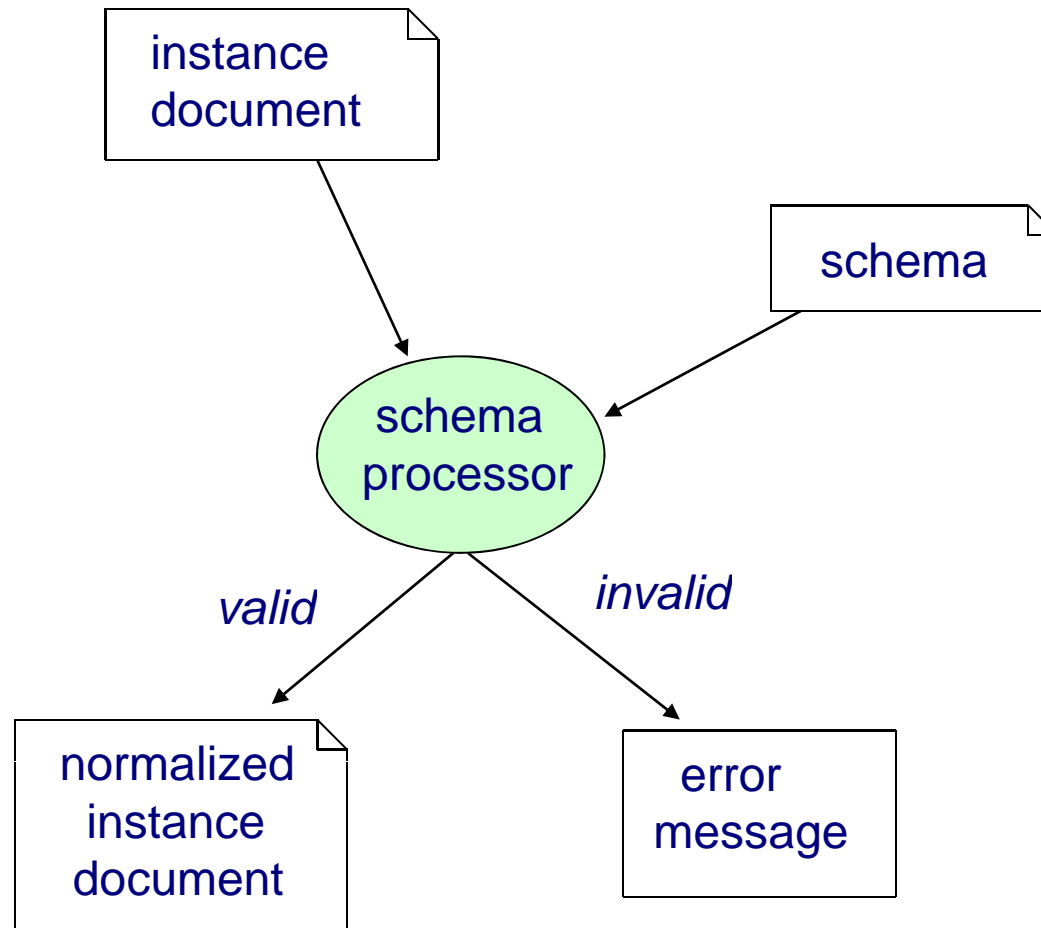 instance
document
schema
schema
processor
valid
invalid
normalized
instance
document
error
message